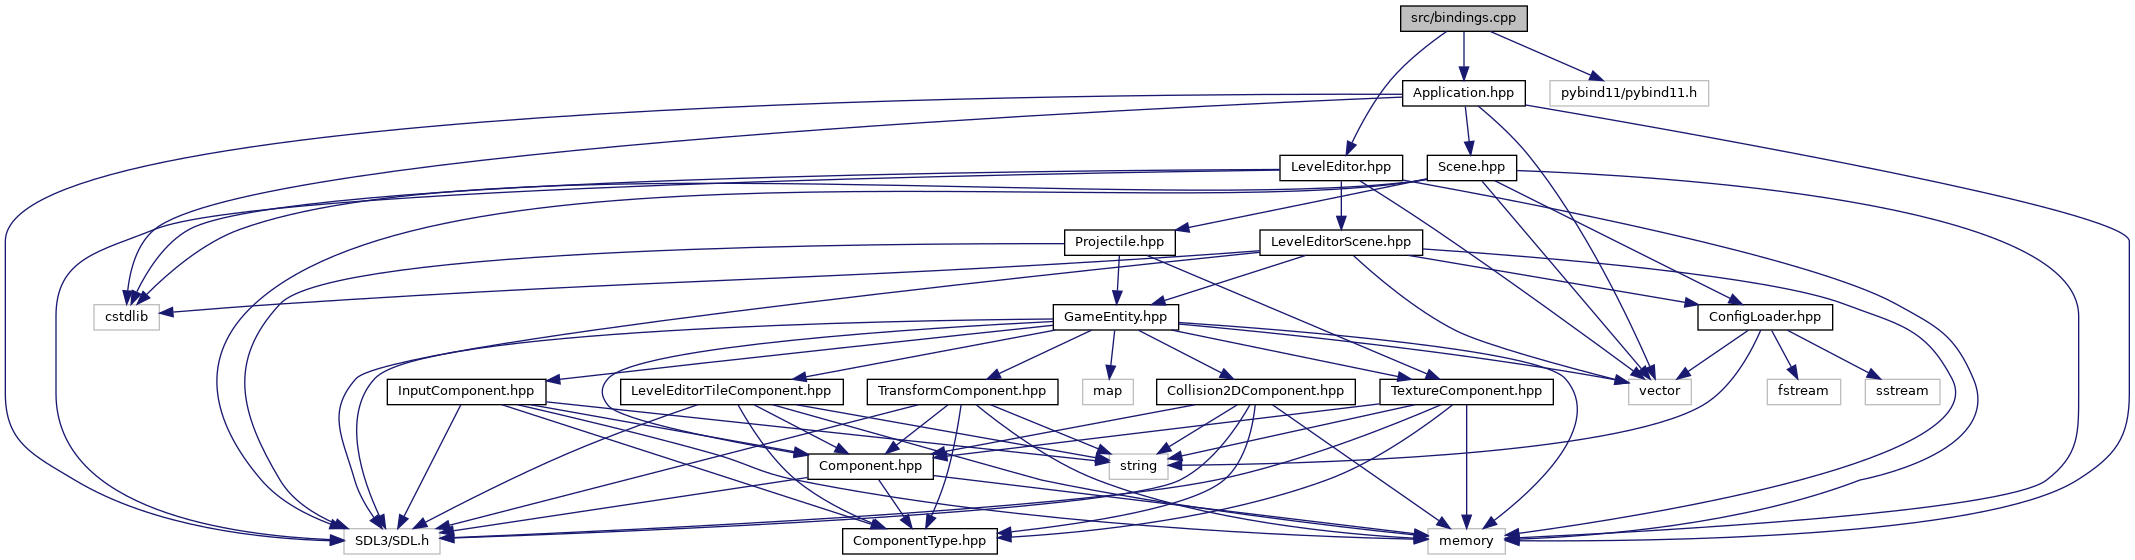 src/bindings.cpp
Application.hpp
pybind11/pybind11.h
LevelEditor.hpp
Scene.hpp
Projectile.hpp
LevelEditorScene.hpp
cstdlib
GameEntity.hpp
ConfigLoader.hpp
InputComponent.hpp
LevelEditorTileComponent.hpp
TransformComponent.hpp
map
Collision2DComponent.hpp
TextureComponent.hpp
vector
fstream
sstream
Component.hpp
string
SDL3/SDL.h
ComponentType.hpp
memory